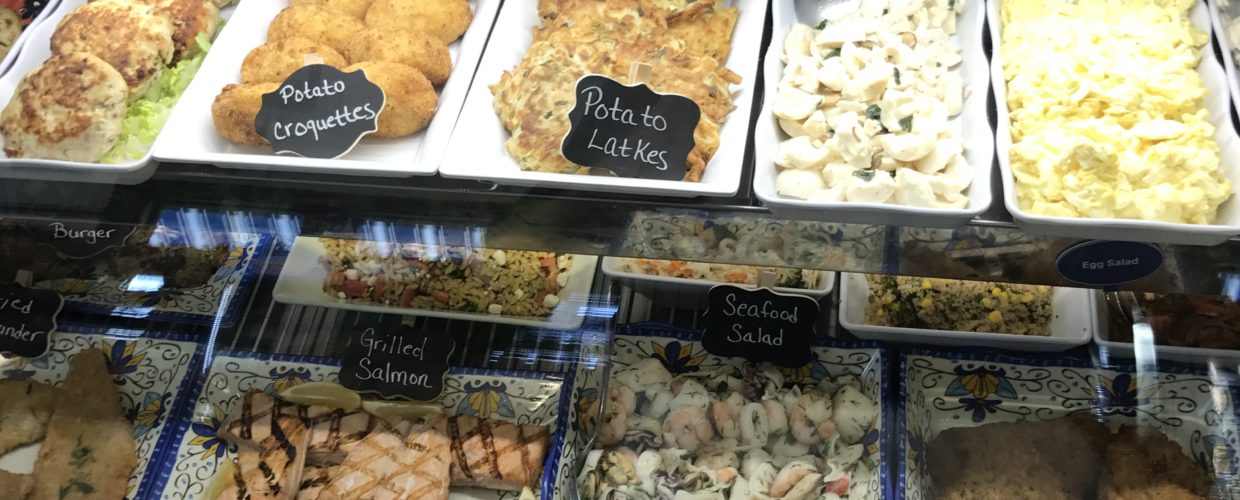 Potato
Croquettes
Potato
Latkes
Burger
Egg Salad
Seafood
Salad
Grilled
Salmon